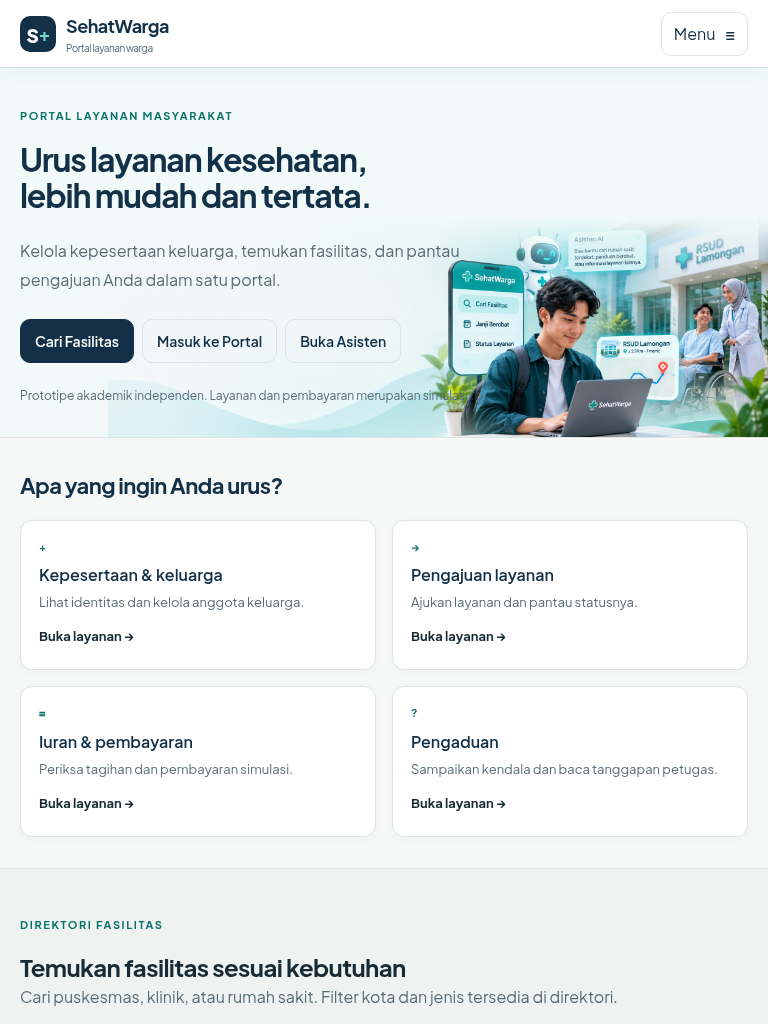 S+
SehatWarga
Portal layanan warga
Menu ≡
PORTAL LAYANAN MASYARAKAT
Urus layanan kesehatan,
lebih mudah dan tertata.
Kelola kepesertaan keluarga, temukan fasilitas, dan pantau
pengajuan Anda dalam satu portal.
Cari Fasilitas
Masuk ke Portal
Buka Asisten
Prototipe akademik independen. Layanan dan pembayaran merupakan simulasi.
Asisten AI
SehatWarga
Cari Fasilitas
Janji Berobat
Status Layanan
RSUD
Lamongan
RSUD Lamongan
SehatWarga
Apa yang ingin Anda urus?
+
Kepesertaan & keluarga
Lihat identitas dan kelola anggota keluarga.
Buka layanan →
→
Pengajuan layanan
Ajukan layanan dan pantau statusnya.
Buka layanan →
=
Iuran & pembayaran
Periksa tagihan dan pembayaran simulasi.
Buka layanan →
?
Pengaduan
Sampaikan kendala dan baca tanggapan petugas.
Buka layanan →
DIREKTORI FASILITAS
Temukan fasilitas sesuai kebutuhan
Cari puskesmas, klinik, atau rumah sakit. Filter kota dan jenis tersedia di direktori.